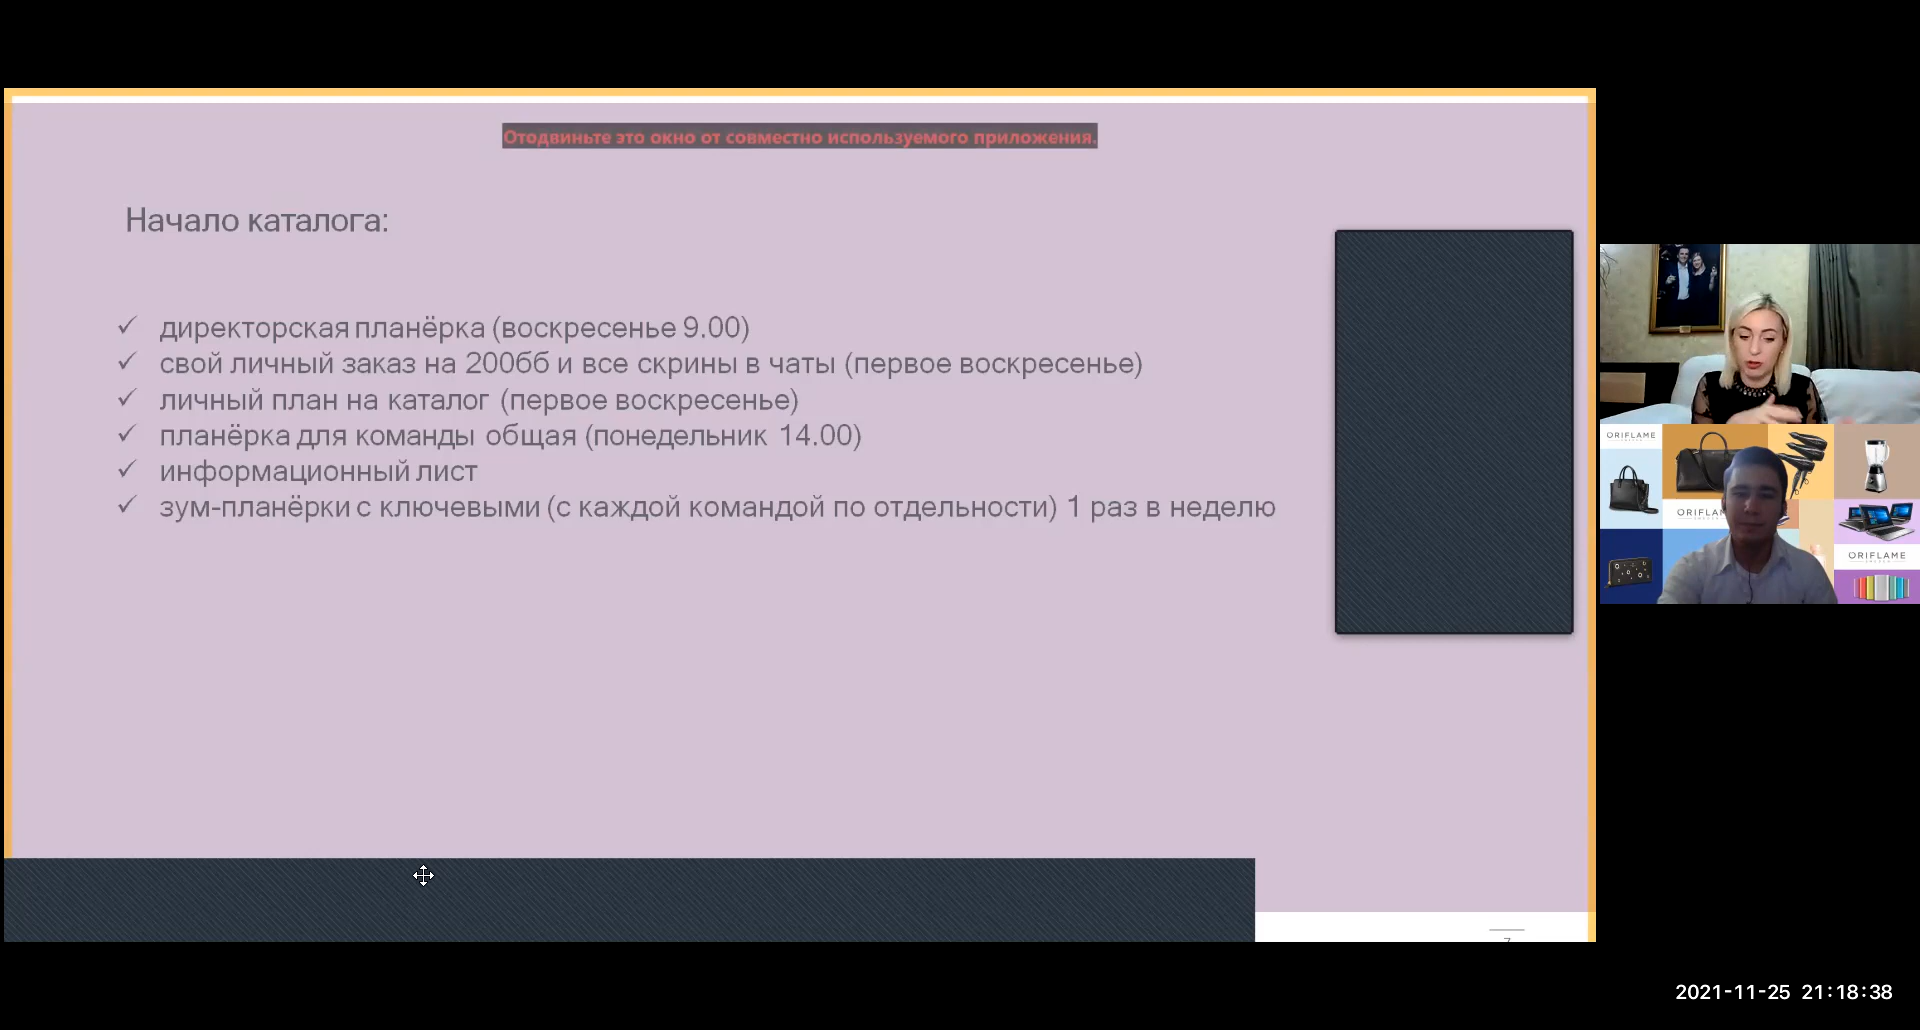 Отодвиньте это окно от совместно используемого приложения.
Начало каталога:
✓ директорская планёрка (воскресенье 9.00)
✓ свой личный заказ на 200бб и все скрины в чаты (первое воскресенье)
✓ личный план на каталог (первое воскресенье)
✓ планёрка для команды общая (понедельник 14.00)
✓ информационный лист
✓ зум-планёрки с ключевыми (с каждой командой по отдельности) 1 раз в неделю
ORIFLAME
ORIFLAME
2021-11-25 21:18:38